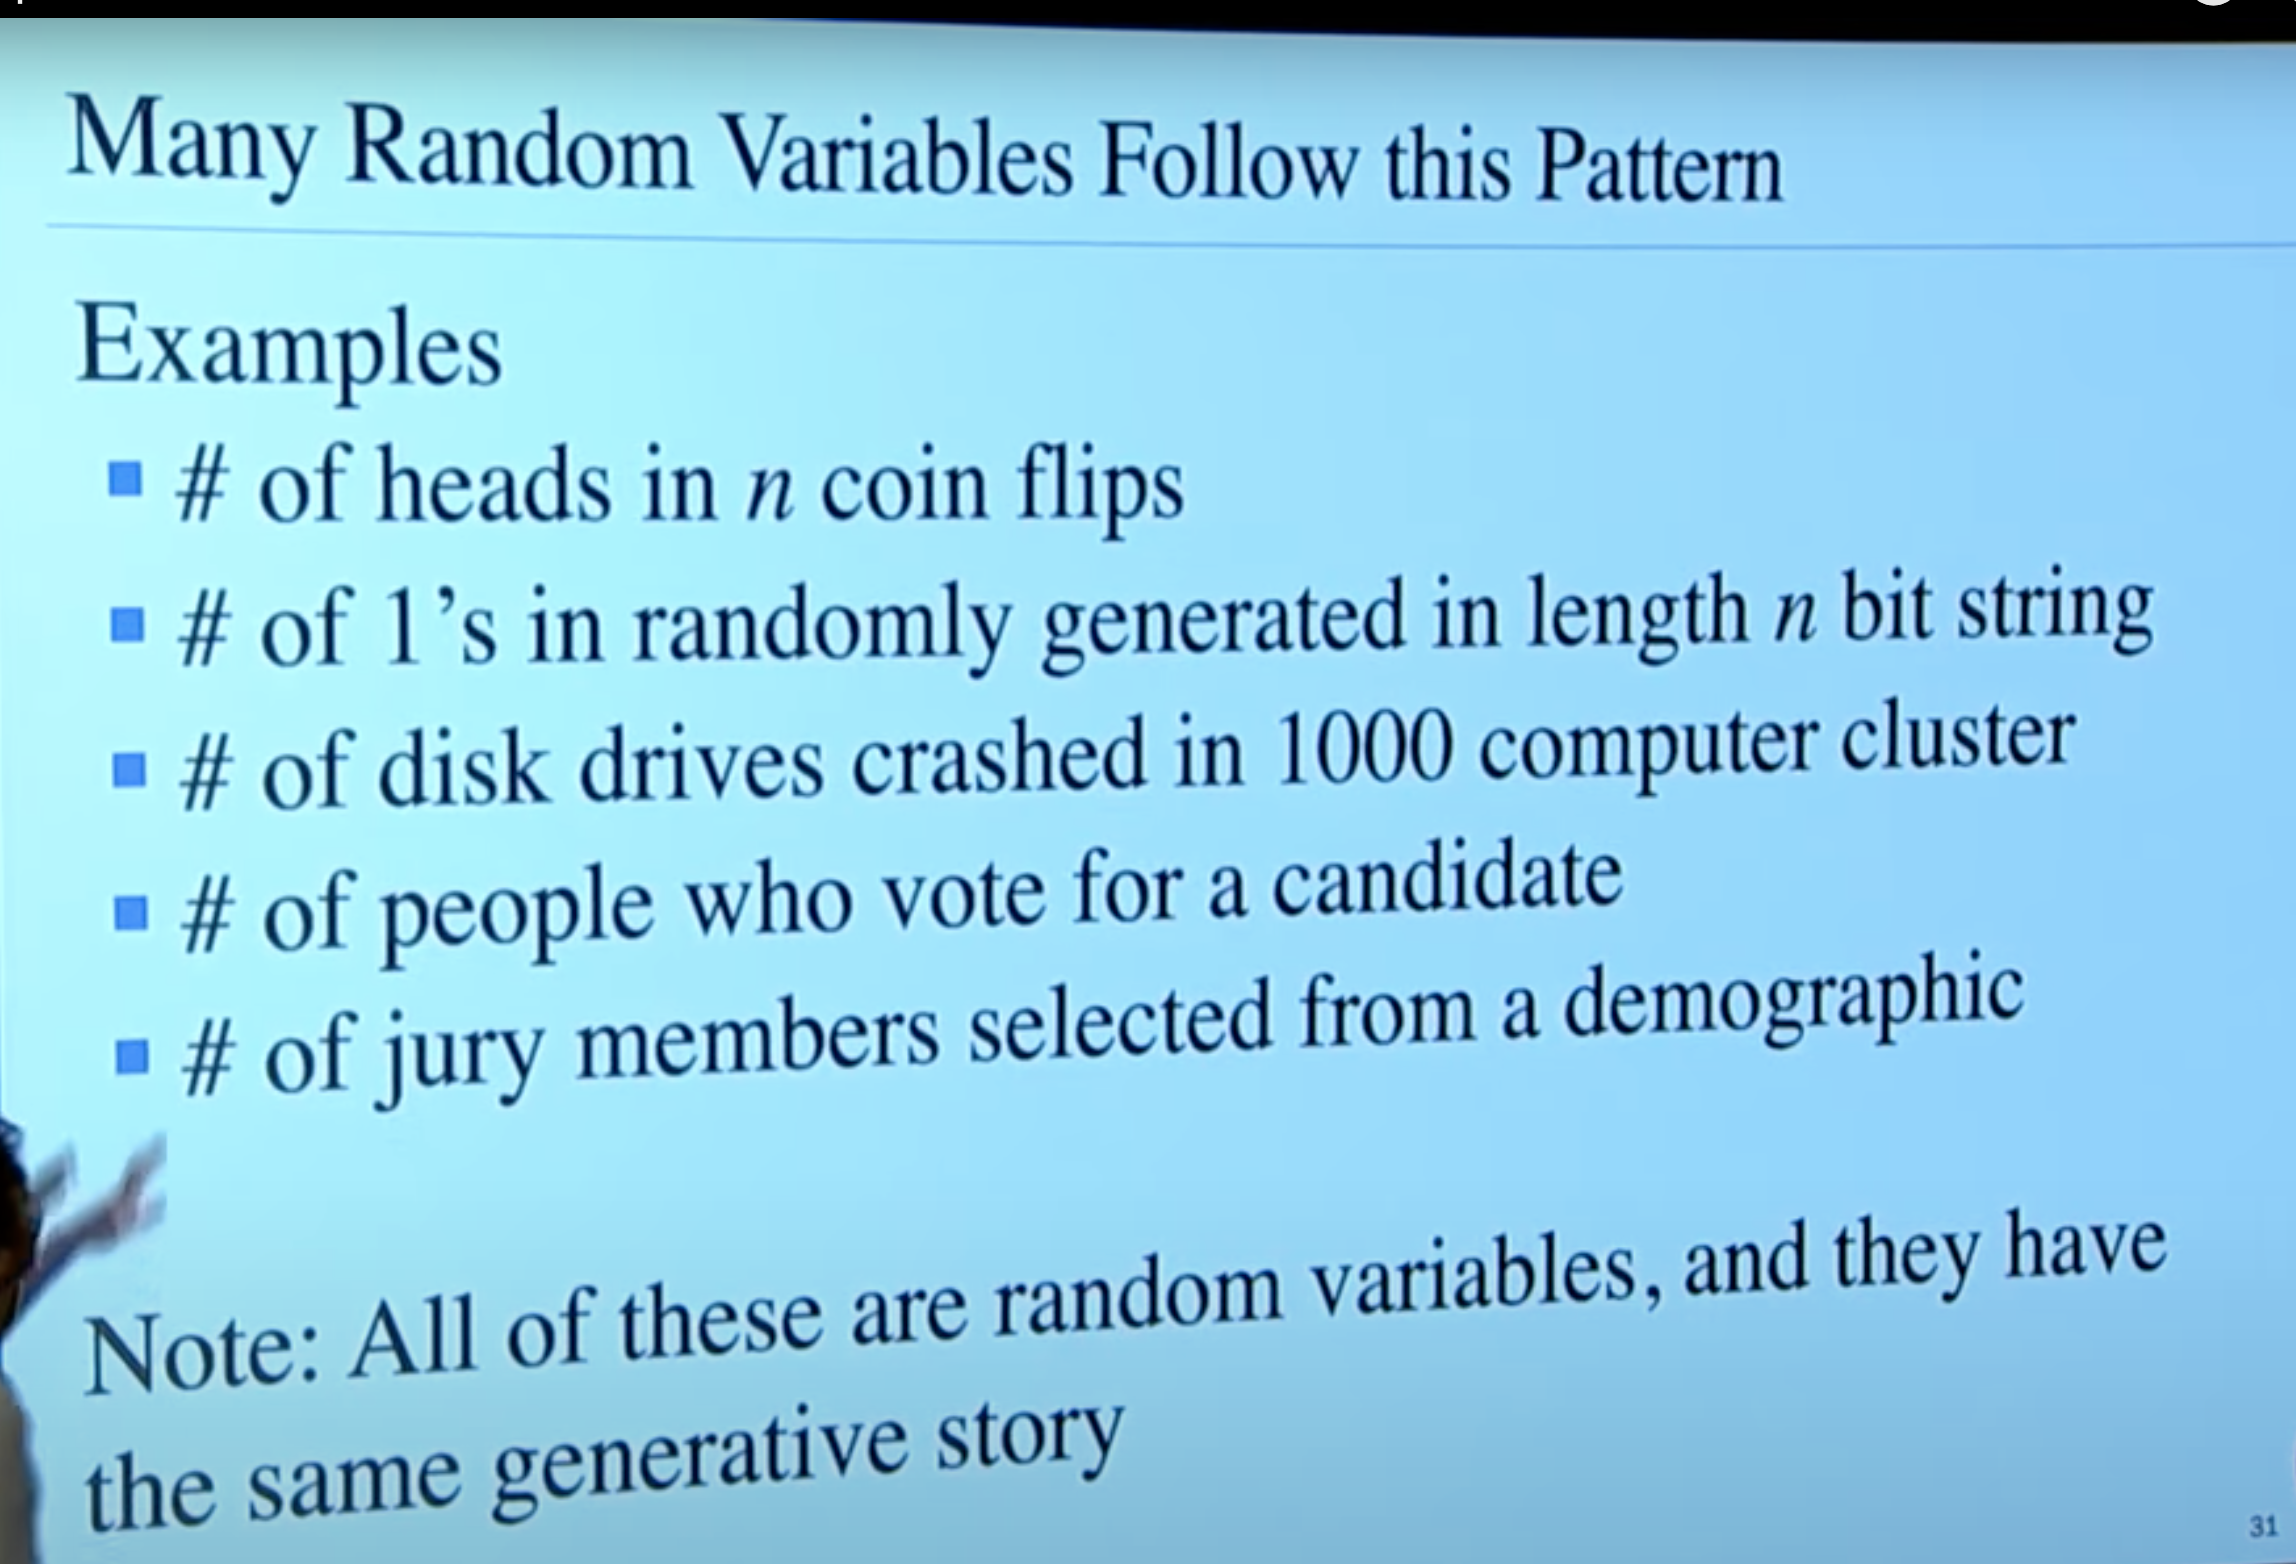 Many Random Variables Follow this Pattern
Examples
# of heads in n coin flips
# of 1's in randomly generated in length n bit string
# of disk drives crashed in 1000 computer cluster
# of people who vote for a candidate
# of jury members selected from a demographic
Note: All of these are random variables, and they have
the same generative story
31